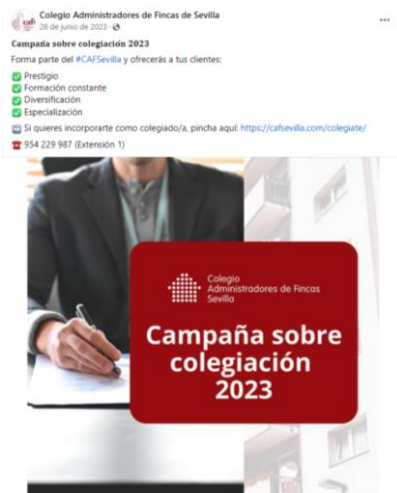 Colegio Administradores de Fincas de Sevilla
28 de junio de 2023
Campaña sobre colegiación 2023
Forma parte del #CAFSevilla y ofrecerás a tus clientes:
✅ Prestigio
✅ Formación constante
✅ Diversificación
✅ Especialización
➡️ Si quieres incorporarte como colegiado/a, pincha aquí: https://cafsevilla.com/colegiate/
☎️ 954 229 987 (Extensión 1)
Colegio
Administradores de Fincas
Sevilla
Campaña sobre
colegiación
2023